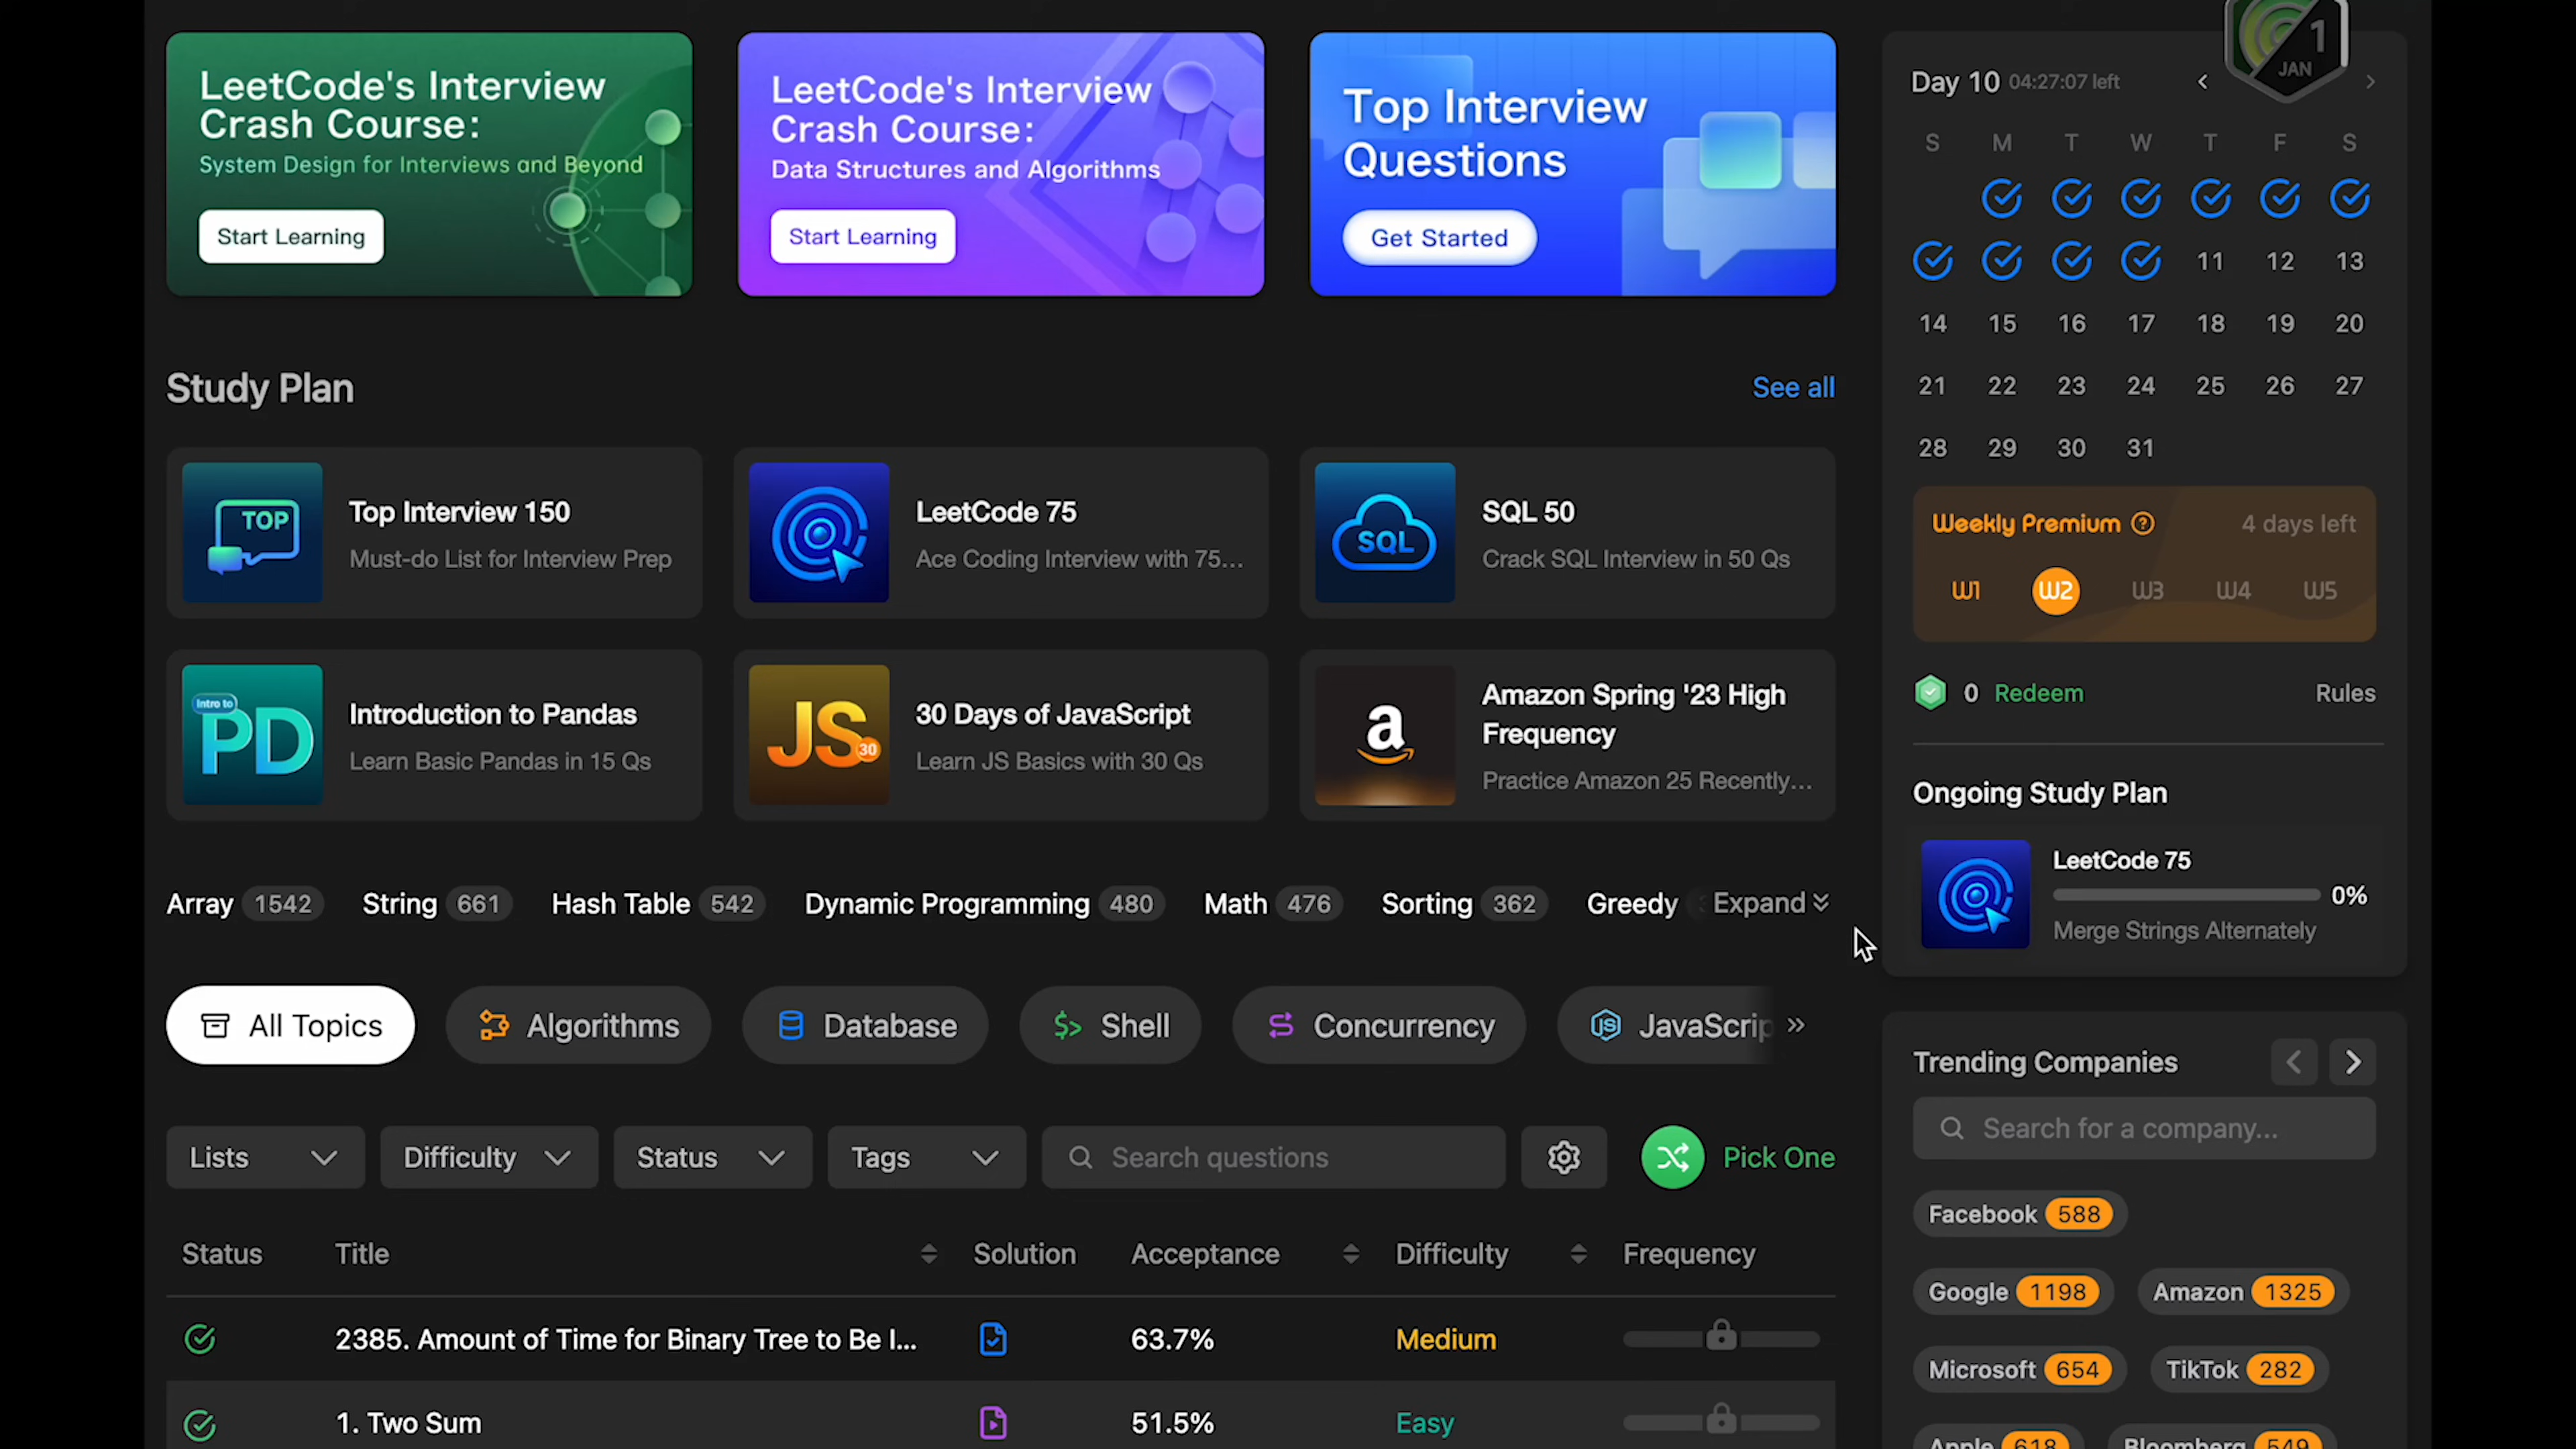 LeetCode's Interview
Crash Course:
System Design for Interviews and Beyond
Start Learning
LeetCode's Interview
Crash Course:
Data Structures and Algorithms
Start Learning
Top Interview
Questions
Get Started
1
JAN
Day 10 04:27:07 left
S M T W T F S
11 12 13
14 15 16 17 18 19 20
21 22 23 24 25 26 27
28 29 30 31
Weekly Premium 4 days left
W1 W2 W3 W4 W5
0 Redeem Rules
Ongoing Study Plan
LeetCode 75
0%
Merge Strings Alternately
Study Plan See all
TOP
Top Interview 150
Must-do List for Interview Prep
LeetCode 75
Ace Coding Interview with 75...
SQL
SQL 50
Crack SQL Interview in 50 Qs
Intro to
PD
Introduction to Pandas
Learn Basic Pandas in 15 Qs
JS 30
30 Days of JavaScript
Learn JS Basics with 30 Qs
a
Amazon Spring '23 High
Frequency
Practice Amazon 25 Recently...
Array 1542 String 661 Hash Table 542 Dynamic Programming 480 Math 476 Sorting 362 Greedy Expand
All Topics Algorithms Database Shell Concurrency JS JavaScrip
Lists Difficulty Status Tags Search questions Pick One
Status Title Solution Acceptance Difficulty Frequency
2385. Amount of Time for Binary Tree to Be I... 63.7% Medium
1. Two Sum 51.5% Easy
Trending Companies
Search for a company...
Facebook 588
Google 1198 Amazon 1325
Microsoft 654 TikTok 282
Apple 618 Bloomberg 549